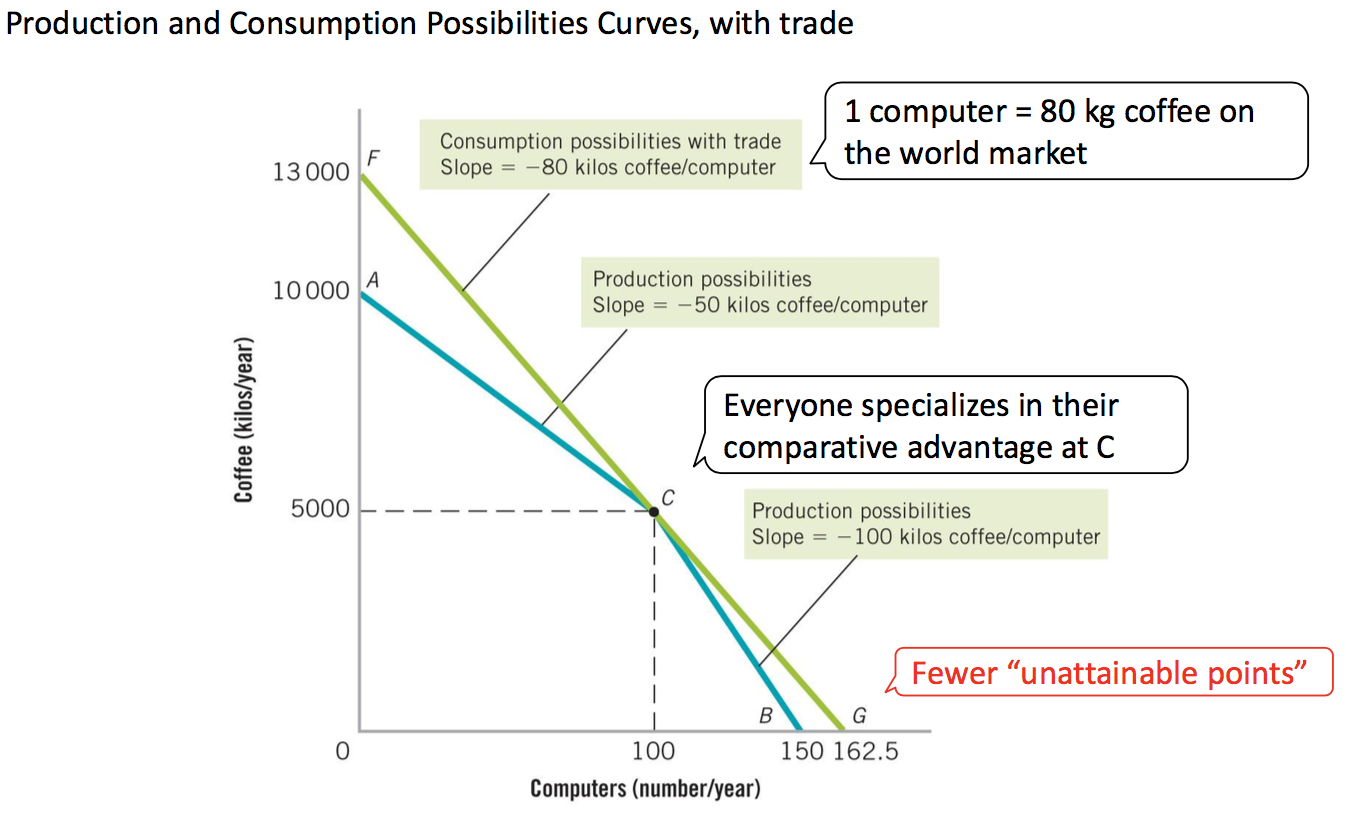 Production and Consumption Possibilities Curves, with trade
1 computer = 80 kg coffee on
the world market
Consumption possibilities with trade
Slope = −80 kilos coffee/computer
13 000
F
Production possibilities
Slope = −50 kilos coffee/computer
10 000
A
Everyone specializes in their
comparative advantage at C
Coffee (kilos/year)
5000
C
Production possibilities
Slope = −100 kilos coffee/computer
Fewer “unattainable points”
B
G
0
100
150
162.5
Computers (number/year)